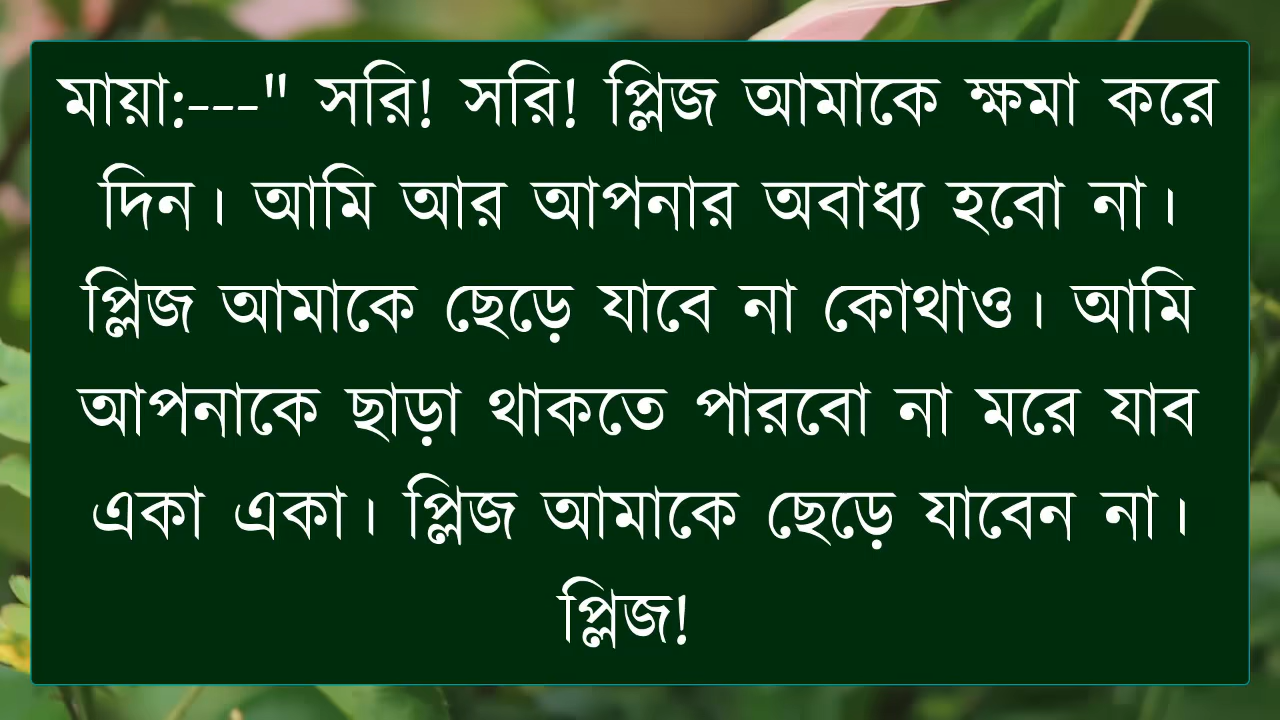 মায়া:---" সরি! সরি! প্লিজ আমাকে ক্ষমা করে
দিন। আমি আর আপনার অবাধ্য হবো না।
প্লিজ আমাকে ছেড়ে যাবে না কোথাও। আমি
আপনাকে ছাড়া থাকতে পারবো না মরে যাব
একা একা। প্লিজ আমাকে ছেড়ে যাবেন না।
প্লিজ!